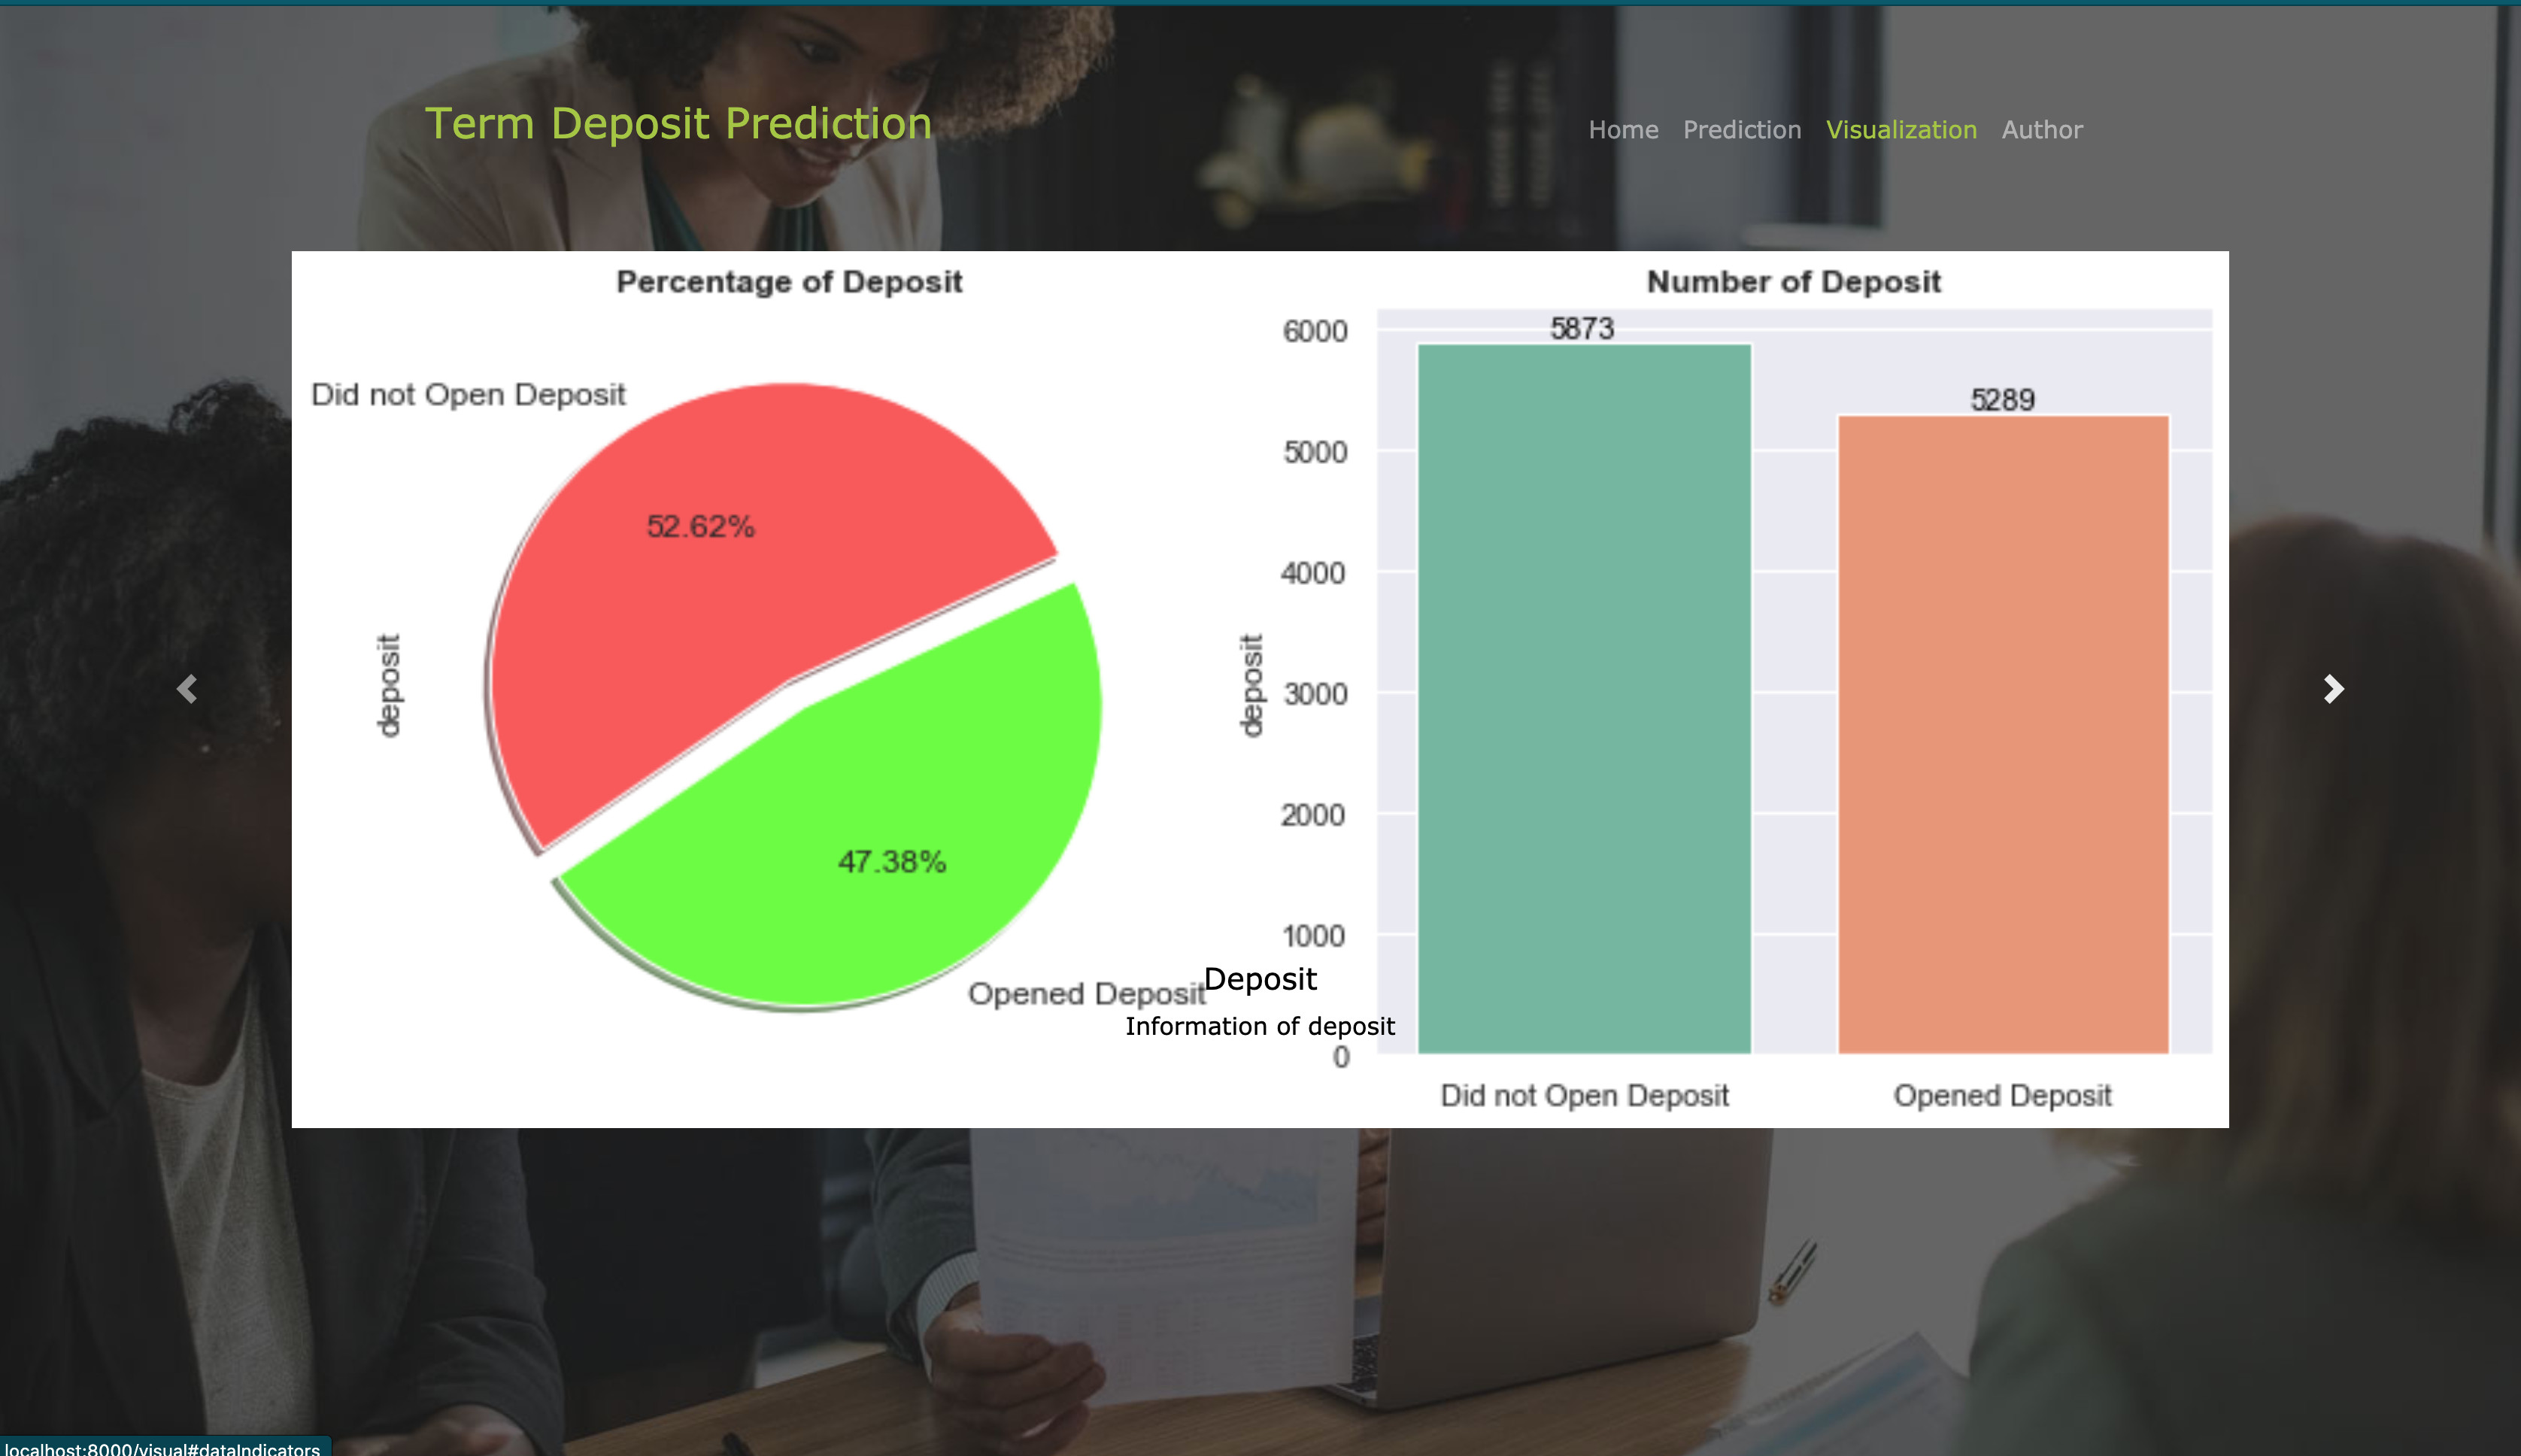 Term Deposit Prediction
Home Prediction Visualization Author
Percentage of Deposit
Did not Open Deposit
52.62%
47.38%
deposit
Opened Deposit
Number of Deposit
6000
5000
4000
3000
2000
1000
0
deposit
5873
5289
Did not Open Deposit
Opened Deposit
Deposit
Information of deposit
localhost:8000/visual#dataIndicators